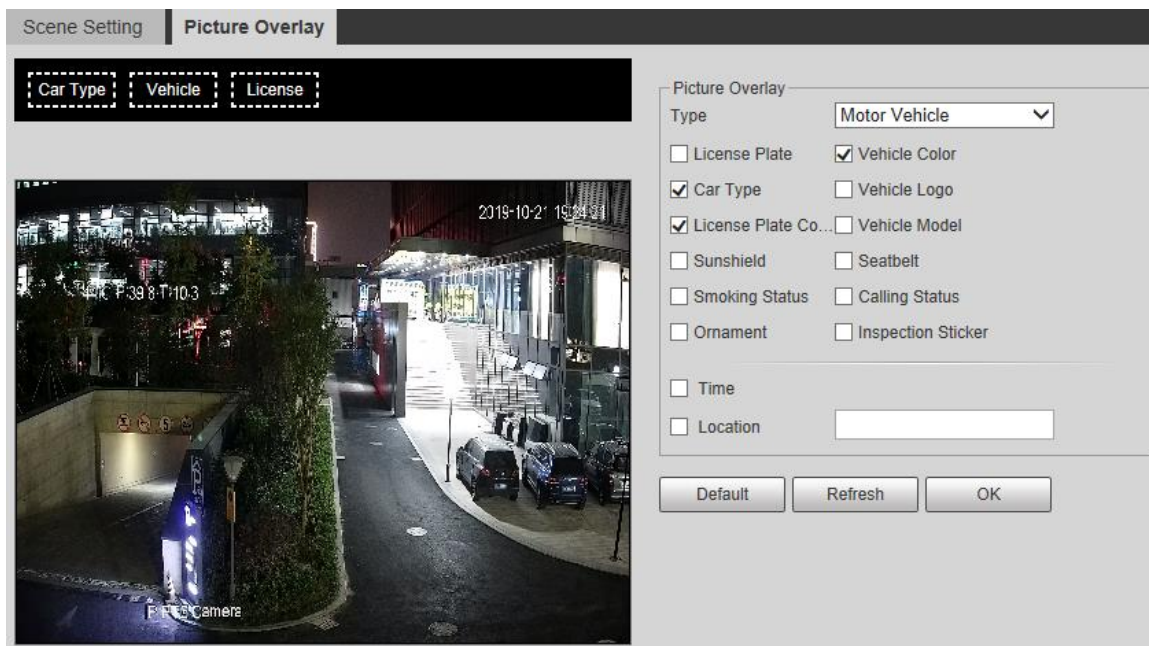 Scene Setting Picture Overlay
Car Type Vehicle License
Picture Overlay
Type Motor Vehicle
License Plate Vehicle Color
Car Type Vehicle Logo
License Plate Co... Vehicle Model
Sunshield Seatbelt
Smoking Status Calling Status
Ornament Inspection Sticker
Time
Location
Default Refresh OK
2019-10-21
Camera